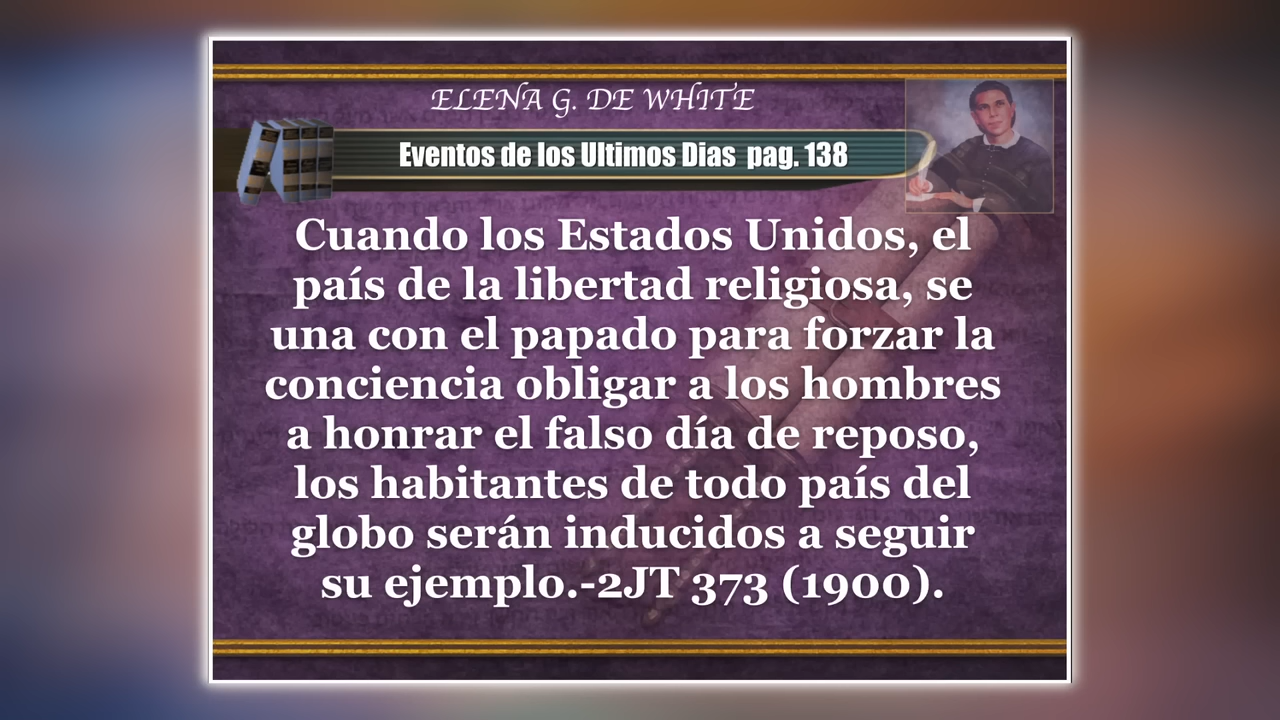 ELENA G. DE WHITE
Eventos de los Ultimos Dias pag. 138
Cuando los Estados Unidos, el
país de la libertad religiosa, se
una con el papado para forzar la
conciencia obligar a los hombres
a honrar el falso día de reposo,
los habitantes de todo país del
globo serán inducidos a seguir
su ejemplo.-2JT 373 (1900).